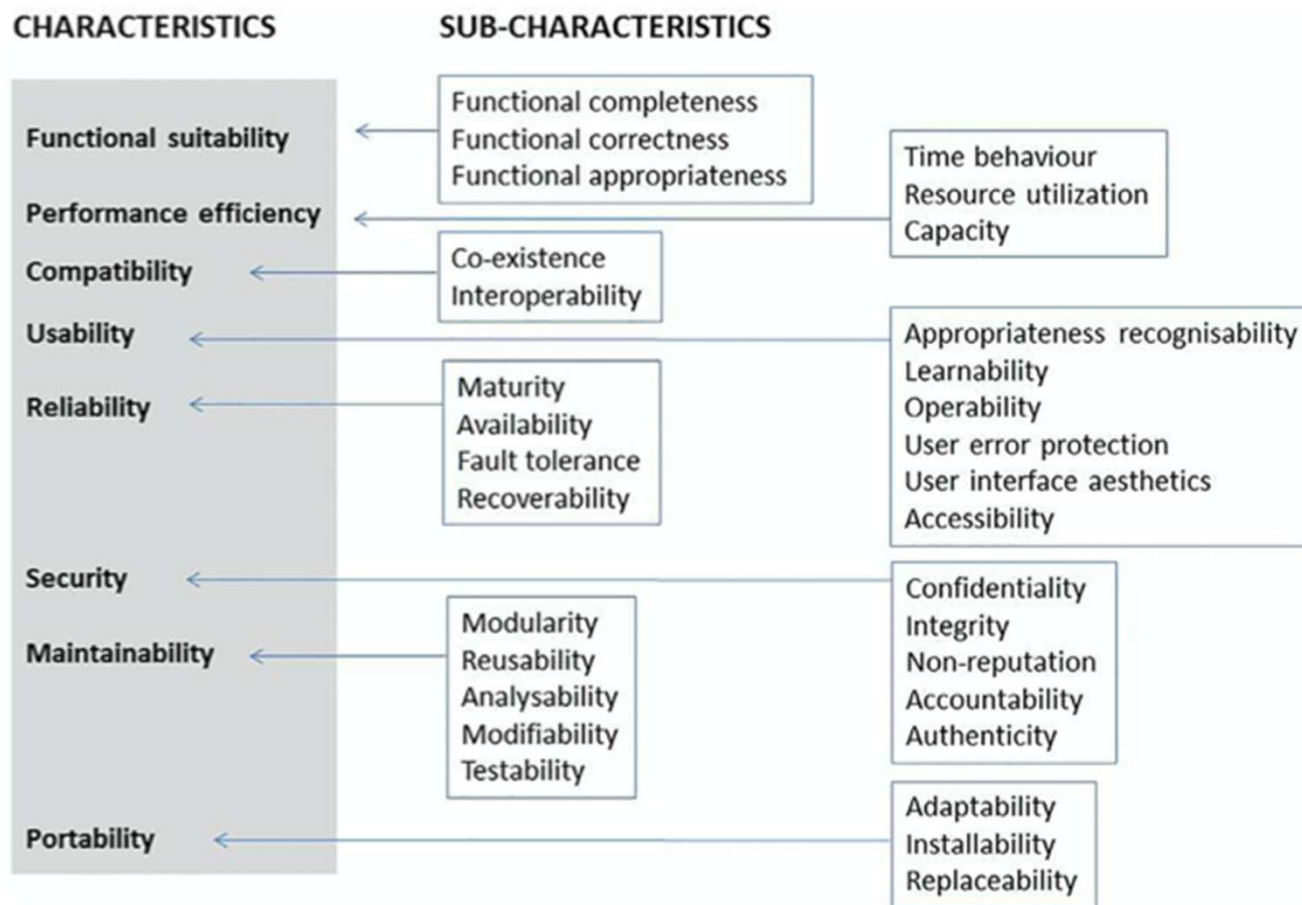 CHARACTERISTICS
SUB-CHARACTERISTICS
Functional suitability
Functional completeness
Functional correctness
Functional appropriateness
Performance efficiency
Time behaviour
Resource utilization
Capacity
Compatibility
Co-existence
Interoperability
Usability
Appropriateness recognisability
Learnability
Operability
User error protection
User interface aesthetics
Accessibility
Reliability
Maturity
Availability
Fault tolerance
Recoverability
Security
Confidentiality
Integrity
Non-reputation
Accountability
Authenticity
Maintainability
Modularity
Reusability
Analysability
Modifiability
Testability
Portability
Adaptability
Installability
Replaceability